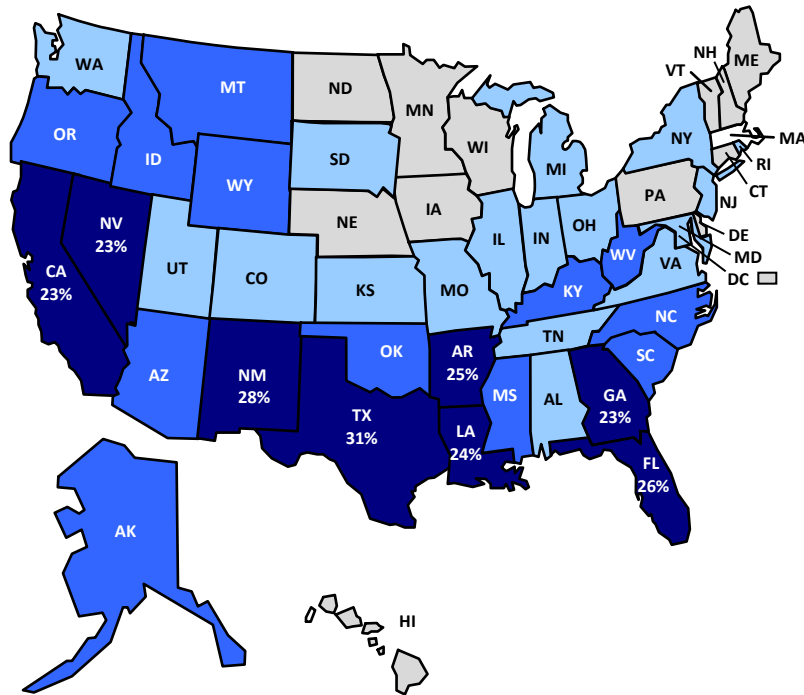 WA
OR
ID
MT
WY
NV
23%
CA
23%
UT
CO
AZ
NM
28%
ND
SD
NE
KS
OK
TX
31%
MN
IA
MO
AR
25%
LA
24%
WI
IL
MI
IN
OH
KY
TN
MS
AL
GA
23%
FL
26%
SC
NC
WV
VA
PA
NY
VT
NH
ME
MA
RI
CT
NJ
DE
MD
DC
AK
HI